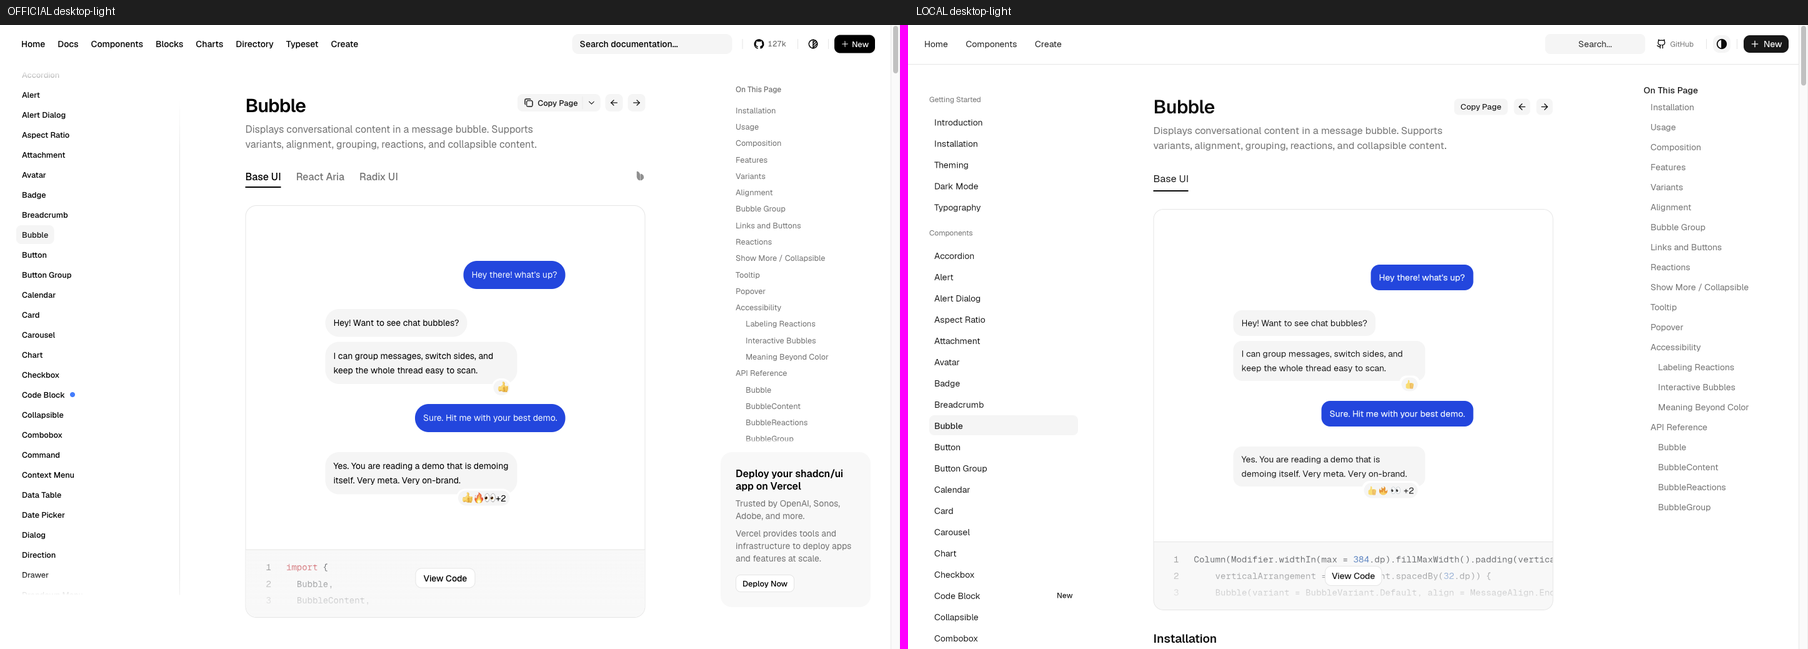 OFFICIAL desktop-light
Home Docs Components Blocks Charts Directory Typeset Create
Search documentation...
127k
+ New
Accordion
Alert
Alert Dialog
Aspect Ratio
Attachment
Avatar
Badge
Breadcrumb
Bubble
Button
Button Group
Calendar
Card
Carousel
Chart
Checkbox
Code Block
Collapsible
Combobox
Command
Context Menu
Data Table
Date Picker
Dialog
Direction
Drawer
Bubble
Copy Page
Displays conversational content in a message bubble. Supports
variants, alignment, grouping, reactions, and collapsible content.
Base UI React Aria Radix UI
Hey there! what's up?
Hey! Want to see chat bubbles?
I can group messages, switch sides, and
keep the whole thread easy to scan.
Sure. Hit me with your best demo.
Yes. You are reading a demo that is demoing
itself. Very meta. Very on-brand.
+2
1 import {
2 Bubble,
3 BubbleContent,
View Code
On This Page
Installation
Usage
Composition
Features
Variants
Alignment
Bubble Group
Links and Buttons
Reactions
Show More / Collapsible
Tooltip
Popover
Accessibility
Labeling Reactions
Interactive Bubbles
Meaning Beyond Color
API Reference
Bubble
BubbleContent
BubbleReactions
BubbleGroup
Deploy your shadcn/ui
app on Vercel
Trusted by OpenAI, Sonos,
Adobe, and more.
Vercel provides tools and
infrastructure to deploy apps
and features at scale.
Deploy Now
LOCAL desktop-light
Home Components Create
Search...
GitHub
+ New
Getting Started
Introduction
Installation
Theming
Dark Mode
Typography
Components
Accordion
Alert
Alert Dialog
Aspect Ratio
Attachment
Avatar
Badge
Breadcrumb
Bubble
Button
Button Group
Calendar
Card
Carousel
Chart
Checkbox
Code Block New
Collapsible
Combobox
Bubble
Copy Page
Displays conversational content in a message bubble. Supports
variants, alignment, grouping, reactions, and collapsible content.
Base UI
Hey there! what's up?
Hey! Want to see chat bubbles?
I can group messages, switch sides, and
keep the whole thread easy to scan.
Sure. Hit me with your best demo.
Yes. You are reading a demo that is
demoing itself. Very meta. Very on-brand.
+2
1 Column(Modifier.widthIn(max = 384.dp).fillMaxWidth().padding(vertica
2 verticalArrangement = nt.spacedBy(32.dp)) {
3 Bubble(variant = BubbleVariant.Default, align = MessageAlign.End
View Code
Installation
On This Page
Installation
Usage
Composition
Features
Variants
Alignment
Bubble Group
Links and Buttons
Reactions
Show More / Collapsible
Tooltip
Popover
Accessibility
Labeling Reactions
Interactive Bubbles
Meaning Beyond Color
API Reference
Bubble
BubbleContent
BubbleReactions
BubbleGroup